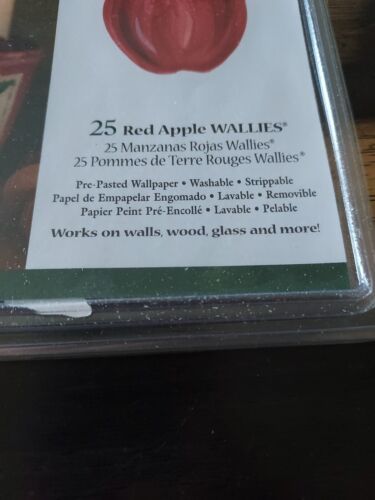 25 Red Apple WALLIES®
25 Manzanas Rojas Wallies®
25 Pommes de Terre Rouges Wallies®
Pre-Pasted Wallpaper • Washable • Strippable
Papel de Empapelar Engomado • Lavable • Removible
Papier Peint Pré-Encollé • Lavable • Pelable
Works on walls, wood, glass and more!